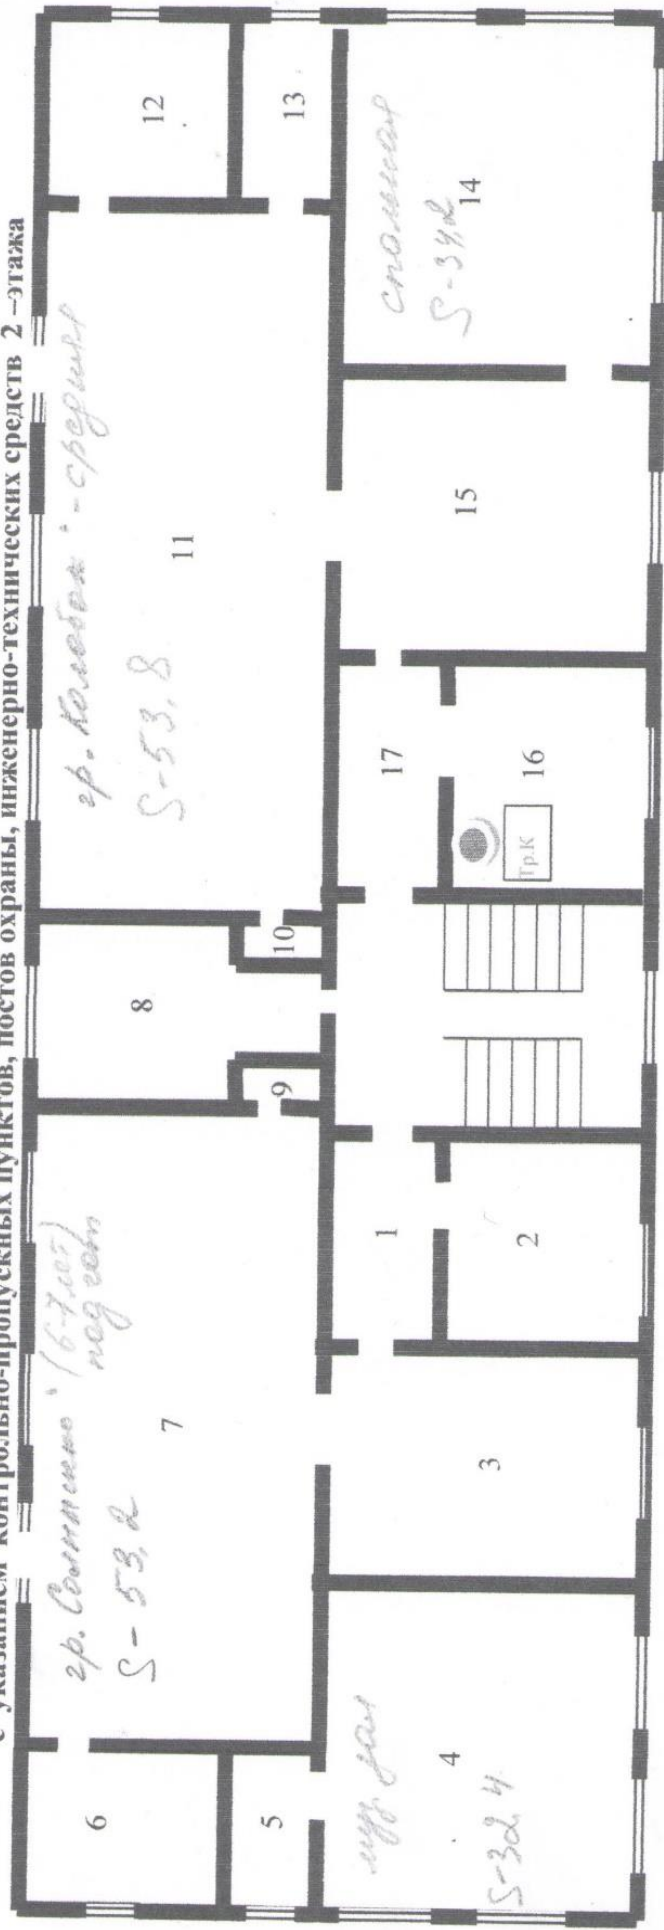 с указанием контрольно-пропускных пунктов, постов охраны, инженерно-технических средств 2 –этажа
6
гр. Солнышко" (6-7 лет)
подгот
S - 53,2
7
8
гр. Колобок" - средняя
S-53,8
11
12
5
9
10
13
муз. зал
4
S-32.4
3
1
2
17
16
Тр.К
15
спальная
S-34,2
14